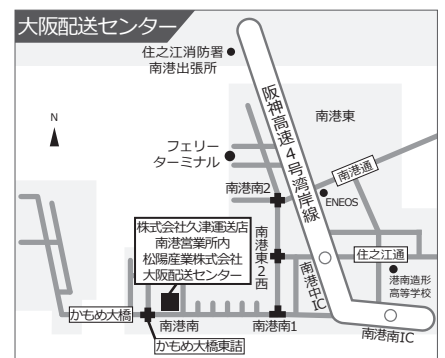 大阪配送センター
住之江消防署
南港出張所
N
阪神高速4号湾岸線
南港東
フェリー
ターミナル
南港通
南港南2
ENEOS
株式会社久津運送店
南港営業所内
松陽産業株式会社
大阪配送センター
南港東2西
住之江通
南港中IC
港南造形
高等学校
かもめ大橋
南港南
南港南1
南港南IC
かもめ大橋東詰